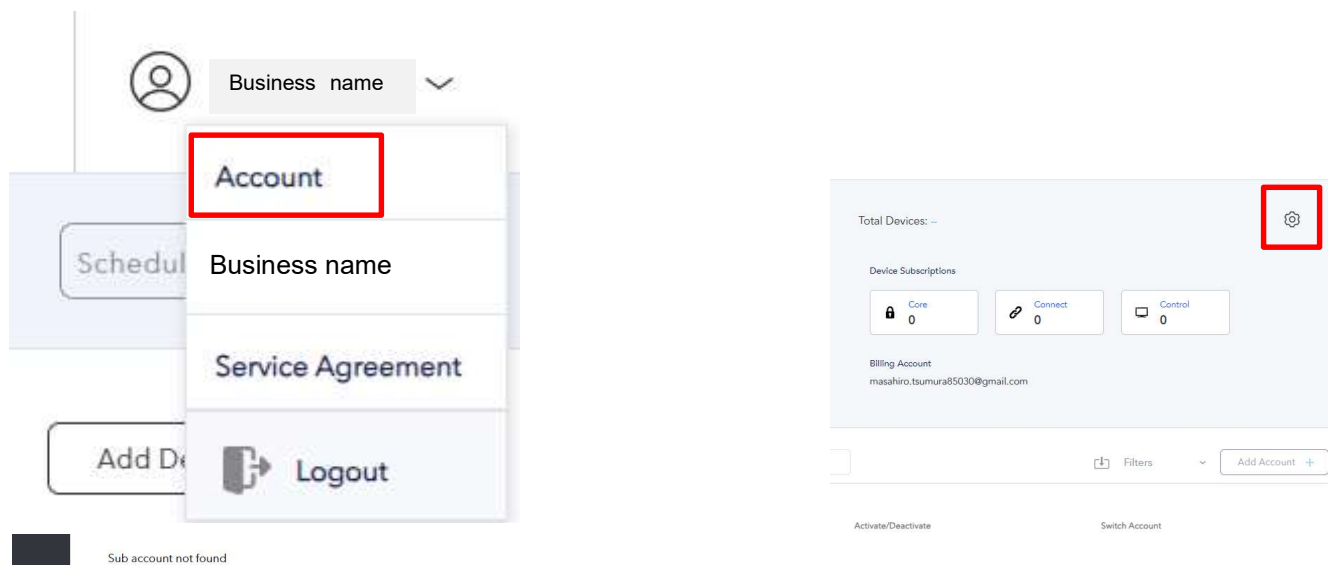 Business name
Account
Schedul
Business name
Service Agreement
Add De
Logout
Sub account not found
Total Devices: --
Device Subscriptions
Core
0
Connect
0
Control
0
Billing Account
masahiro.tsumura85030@gmail.com
Filters
Add Account +
Activate/Deactivate
Switch Account